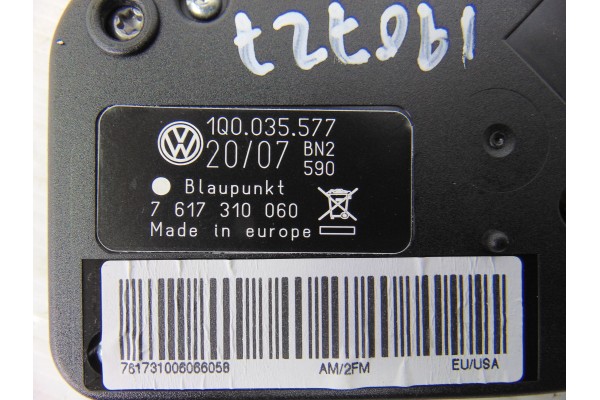 196727
1Q0.035.577
20/07 BN2
590
Blaupunkt
7 617 310 060
Made in europe
761731006066058 AM/2FM EU/USA